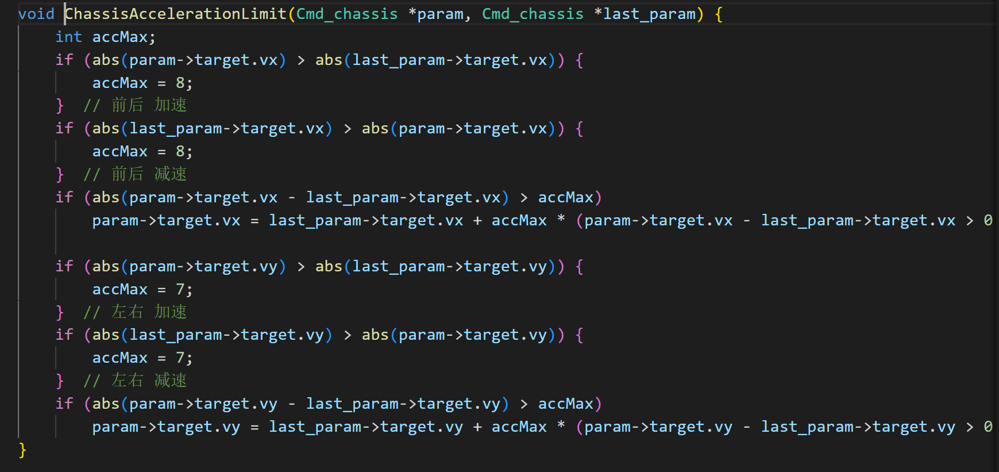 void ChassisAccelerationLimit(Cmd_chassis *param, Cmd_chassis *last_param) {
    int accMax;
    if (abs(param->target.vx) > abs(last_param->target.vx)) {
        accMax = 8;
    }  // 前后 加速
    if (abs(last_param->target.vx) > abs(param->target.vx)) {
        accMax = 8;
    }  // 前后 减速
    if (abs(param->target.vx - last_param->target.vx) > accMax)
        param->target.vx = last_param->target.vx + accMax * (param->target.vx - last_param->target.vx > 0
    if (abs(param->target.vy) > abs(last_param->target.vy)) {
        accMax = 7;
    }  // 左右 加速
    if (abs(last_param->target.vy) > abs(param->target.vy)) {
        accMax = 7;
    }  // 左右 减速
    if (abs(param->target.vy - last_param->target.vy) > accMax)
        param->target.vy = last_param->target.vy + accMax * (param->target.vy - last_param->target.vy > 0
}